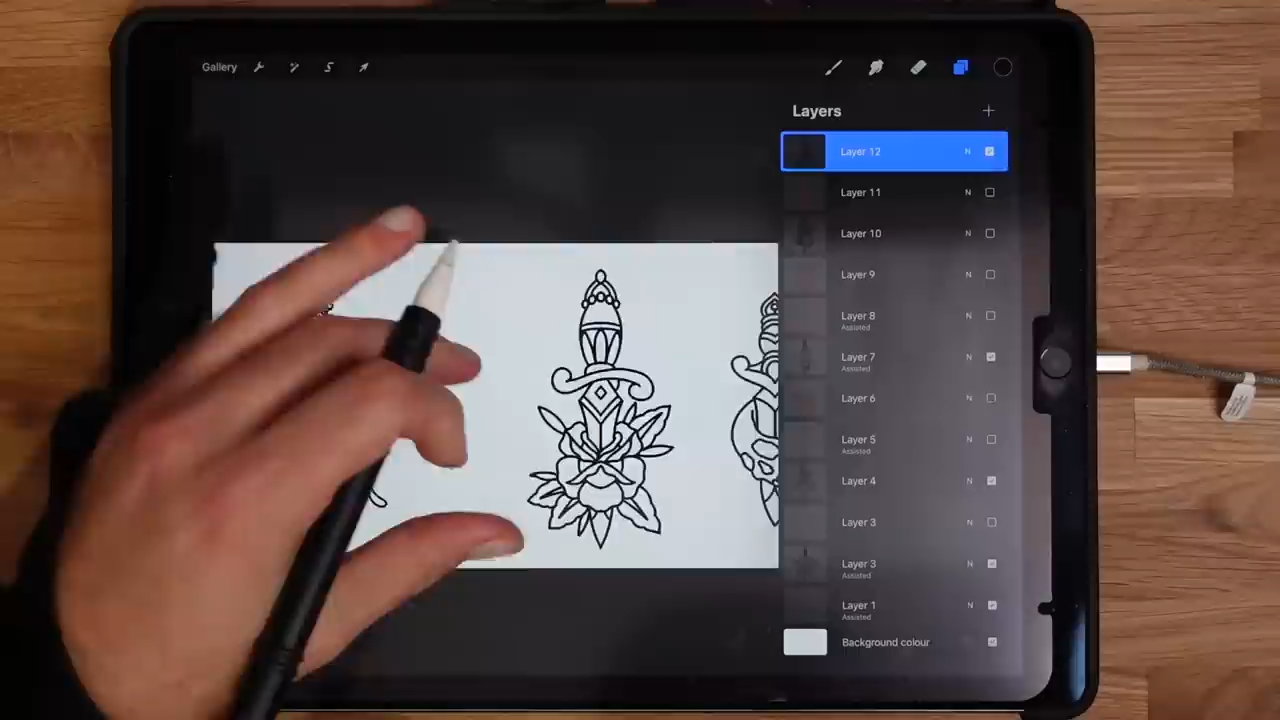 Gallery
Layers
Layer 12 N
Layer 11 N
Layer 10 N
Layer 9 N
Layer 8 N
Assisted
Layer 7 N
Assisted
Layer 6 N
Layer 5 N
Assisted
Layer 4 N
Layer 3 N
Layer 3 N
Assisted
Layer 1 N
Assisted
Background colour